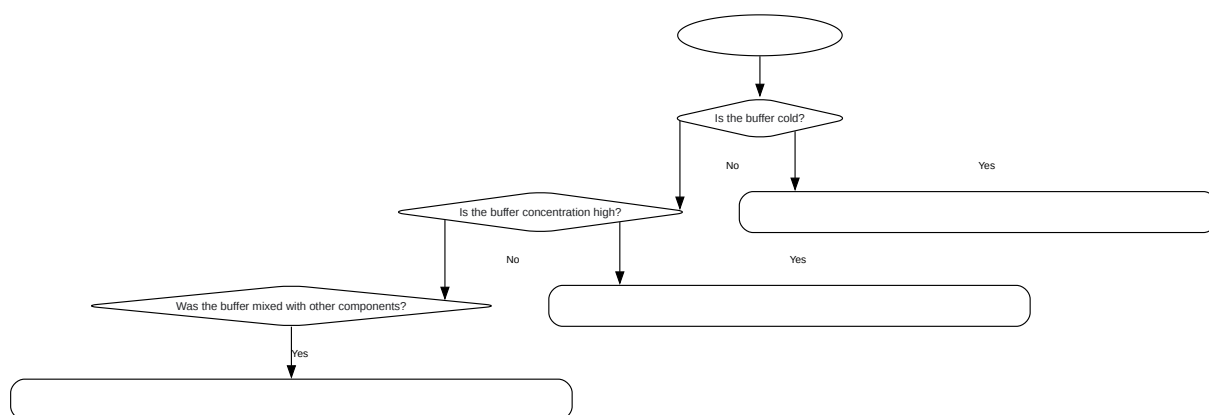 Is the buffer cold?
No
Yes
Is the buffer concentration high?
No
Yes
Was the buffer mixed with other components?
Yes